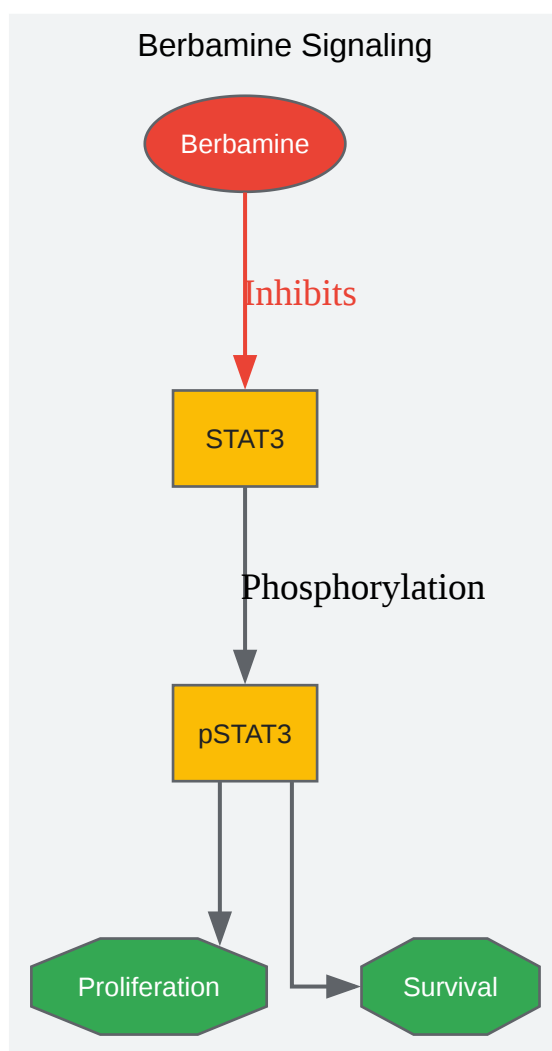 Berbamine Signaling
Berbamine
Inhibits
STAT3
Phosphorylation
pSTAT3
Proliferation
Survival